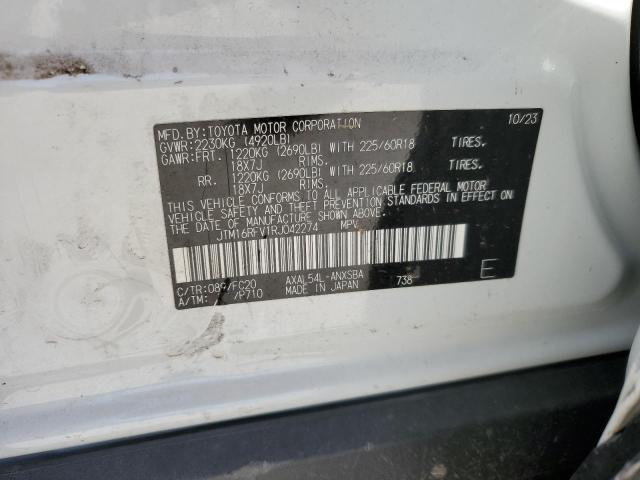 MFD. BY: TOYOTA MOTOR CORPORATION 10/23
GVWR: 2230KG (4920LB)
GAWR: FRT. 1220KG (2690LB) WITH 225/60R18 TIRES.
18X7J RIMS.
RR. 1220KG (2690LB) WITH 225/60R18 TIRES.
18X7J RIMS.
THIS VEHICLE CONFORMS TO ALL APPLICABLE FEDERAL MOTOR
VEHICLE SAFETY AND THEFT PREVENTION STANDARDS IN EFFECT ON
THE DATE OF MANUFACTURE SHOWN ABOVE.
JTM16RFV1RJ042274 MPV
C/TR: 089/FC20 AXAL54L-ANXSBA E
A/TM: /P710 MADE IN JAPAN 738